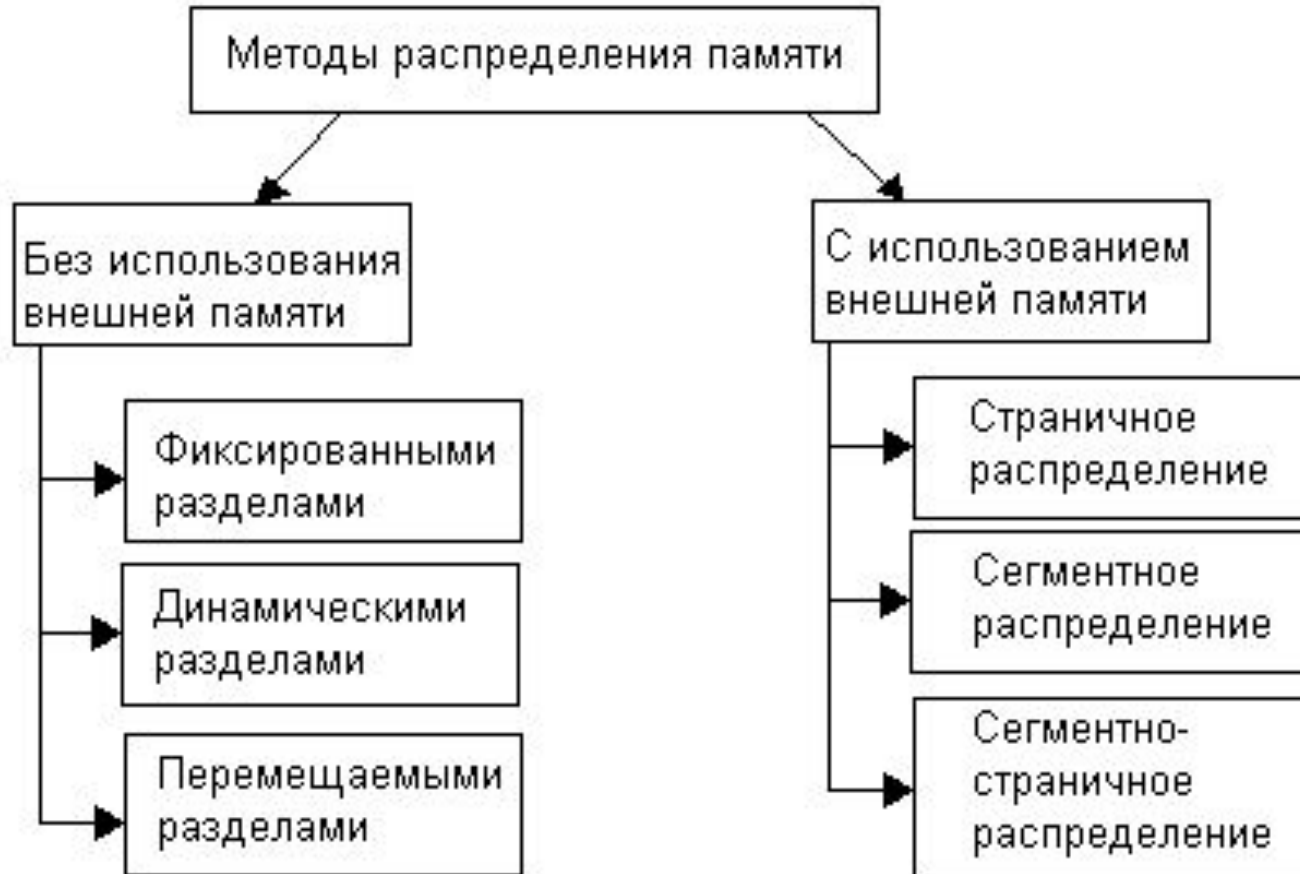 Методы распределения памяти
Без использования
внешней памяти
Фиксированными
разделами
Динамическими
разделами
Перемещаемыми
разделами
С использованием
внешней памяти
Страничное
распределение
Сегментное
распределение
Сегментно-
страничное
распределение